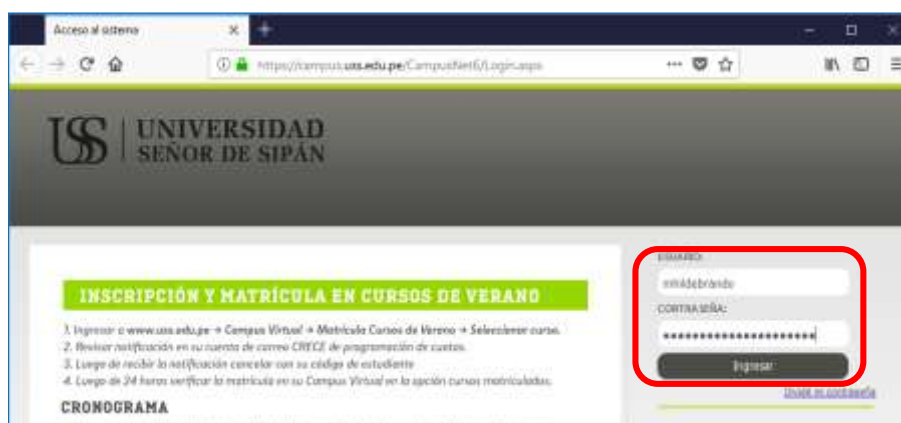 Acceso al sistema
https://campus.uss.edu.pe/CampusNet6/Login.aspx
USS UNIVERSIDAD
SEÑOR DE SIPÁN
USUARIO:
mhildebrando
CONTRASEÑA:
Ingresar
Olvidé mi contraseña
INSCRIPCIÓN Y MATRÍCULA EN CURSOS DE VERANO
1. Ingresar a www.uss.edu.pe → Campus Virtual → Matrícula Cursos de Verano → Seleccionar curso.
2. Revisar notificación en su cuenta de correo CRECE de programación de cuotas.
3. Luego de recibir la notificación cancelar con su código de estudiante
4. Luego de 24 horas verificar la matrícula en su Campus Virtual en la opción cursos matriculados.
CRONOGRAMA